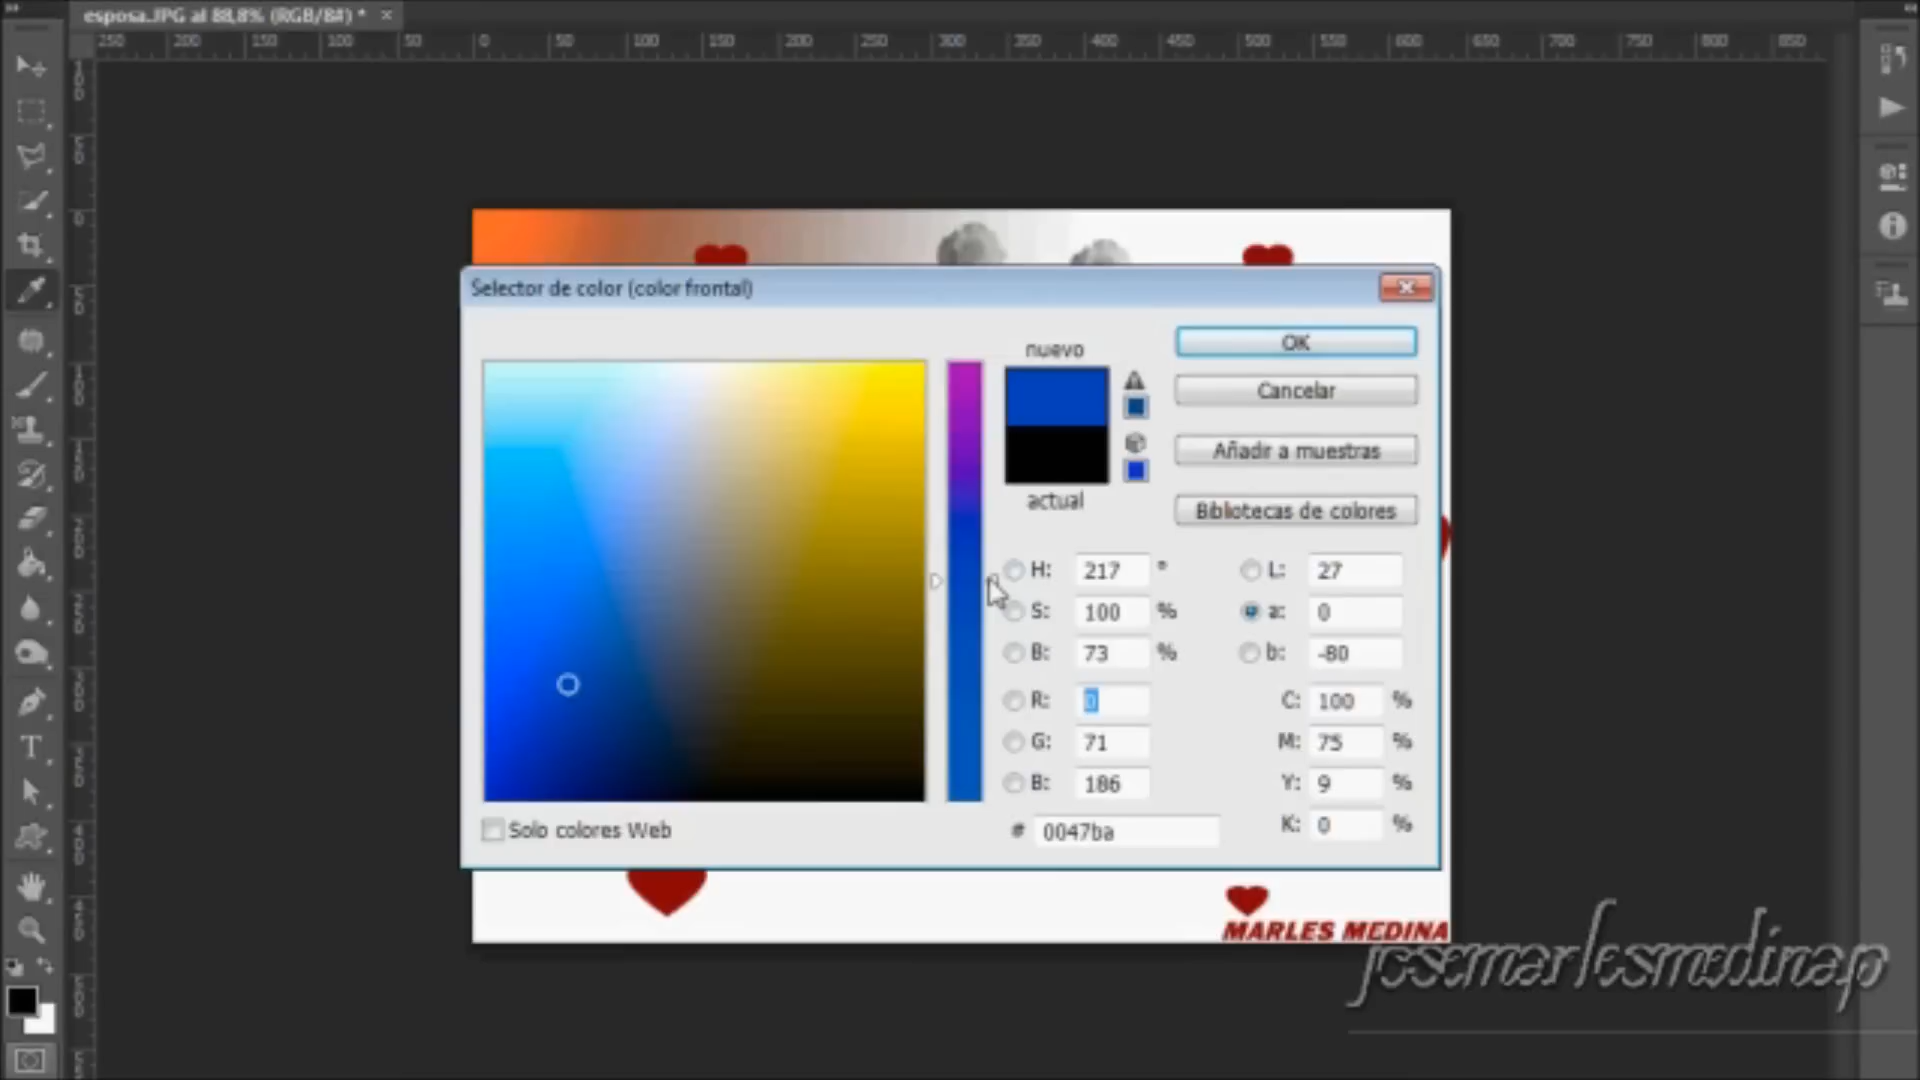 esposa.JPG al 88,8% (RGB/8#) * ×
250 200 150 100 50 0 50 100 150 200 250 300 350 400 450 500 550 600 650 700 750 800 850
Selector de color (color frontal)
nuevo
actual
OK
Cancelar
Añadir a muestras
Bibliotecas de colores
H: 217 °
S: 100 %
B: 73 %
R: 0
G: 71
B: 186
# 0047ba
L: 27
a: 0
b: -80
C: 100 %
M: 75 %
Y: 9 %
K: 0 %
Solo colores Web
T
MARLES MEDINA
josemarlesmedinap